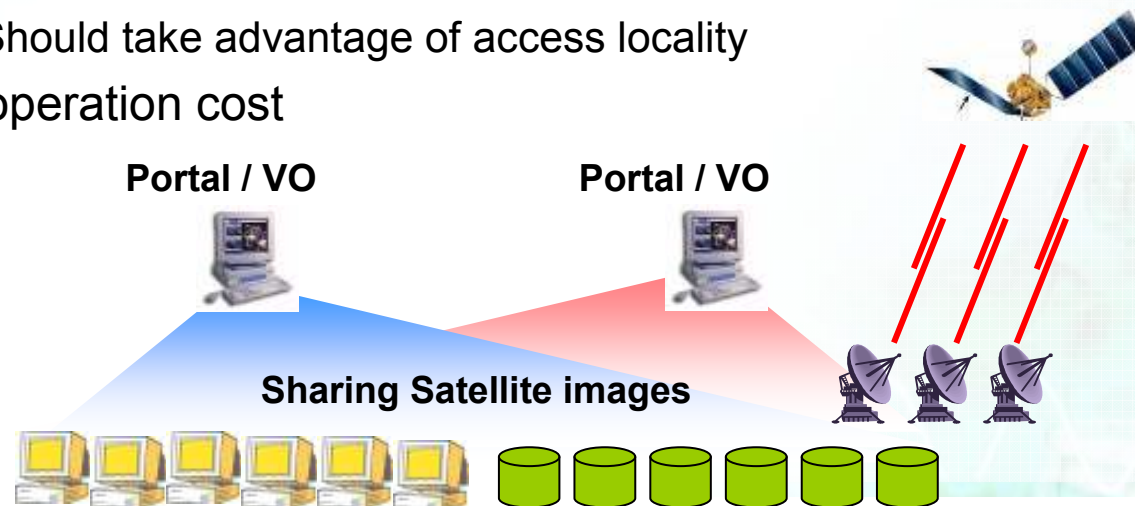 Should take advantage of access locality
operation cost
Portal / VO
Portal / VO
Sharing Satellite images